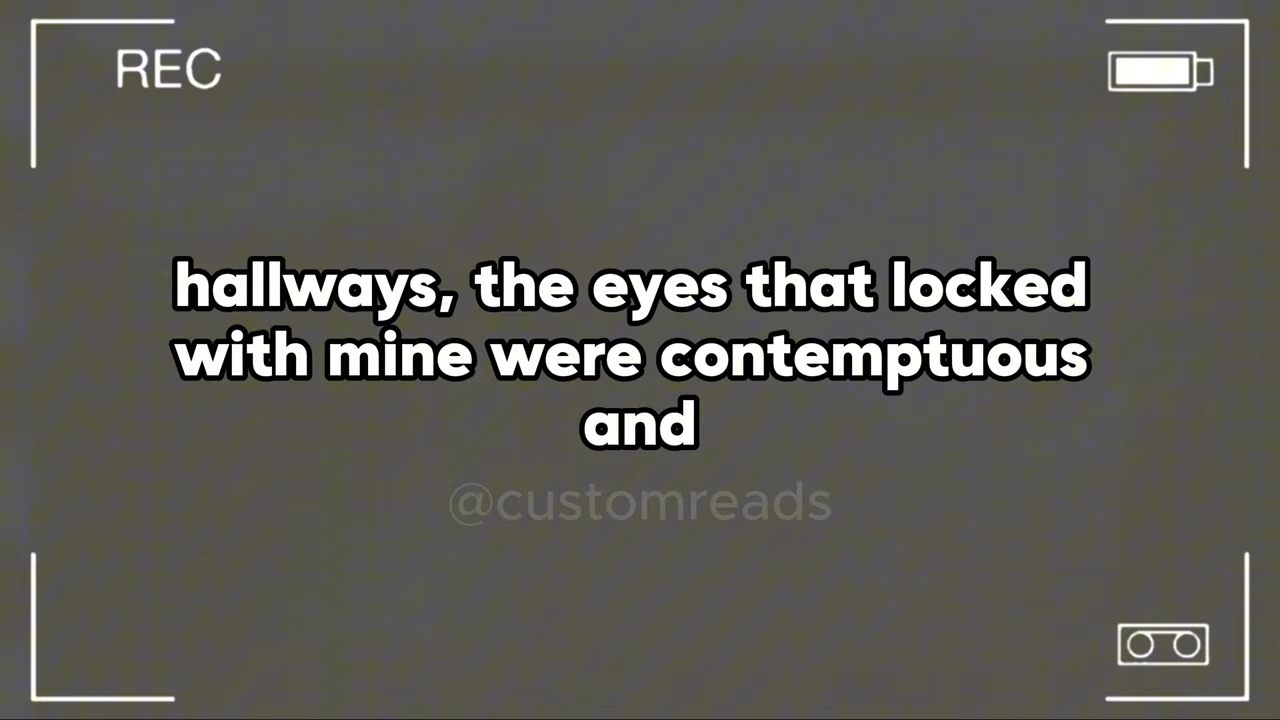 REC
hallways, the eyes that locked
with mine were contemptuous
and
@customreads